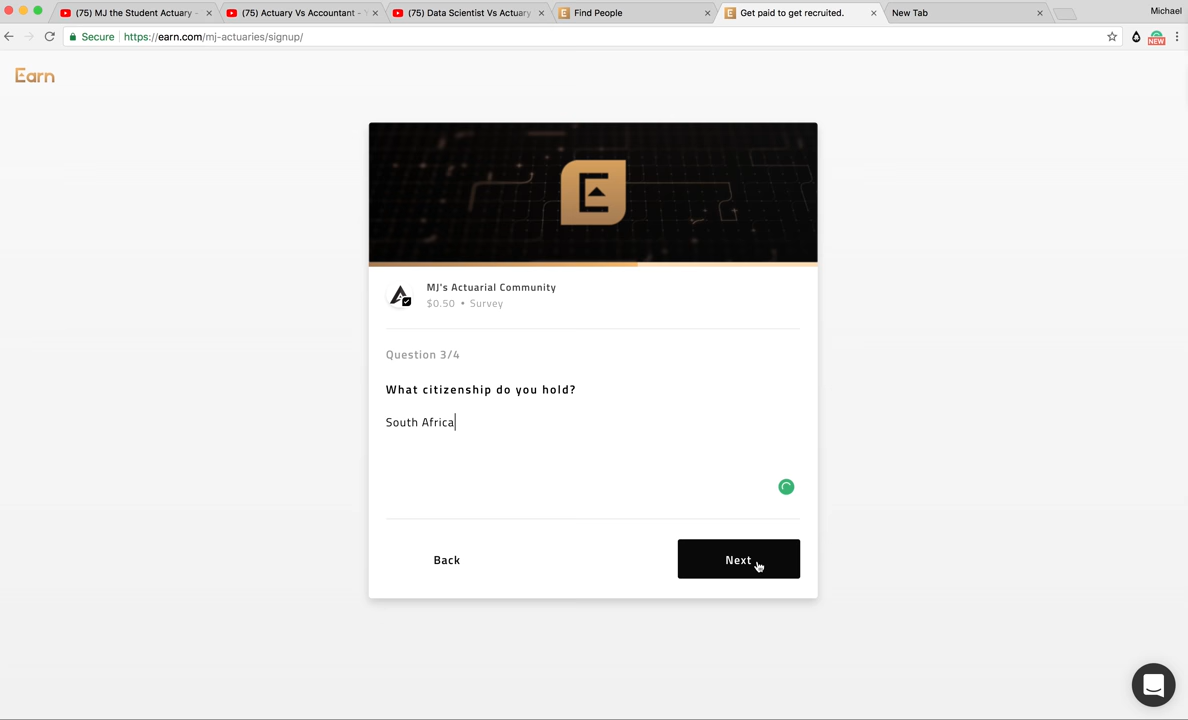 (75) MJ the Student Actuary -
(75) Actuary Vs Accountant -
(75) Data Scientist Vs Actuary
Find People
Get paid to get recruited.
New Tab
Michael
Secure https://earn.com/mj-actuaries/signup/
NEW
Earn
E
MJ's Actuarial Community
$0.50 • Survey
Question 3/4
What citizenship do you hold?
South Africa
Back
Next